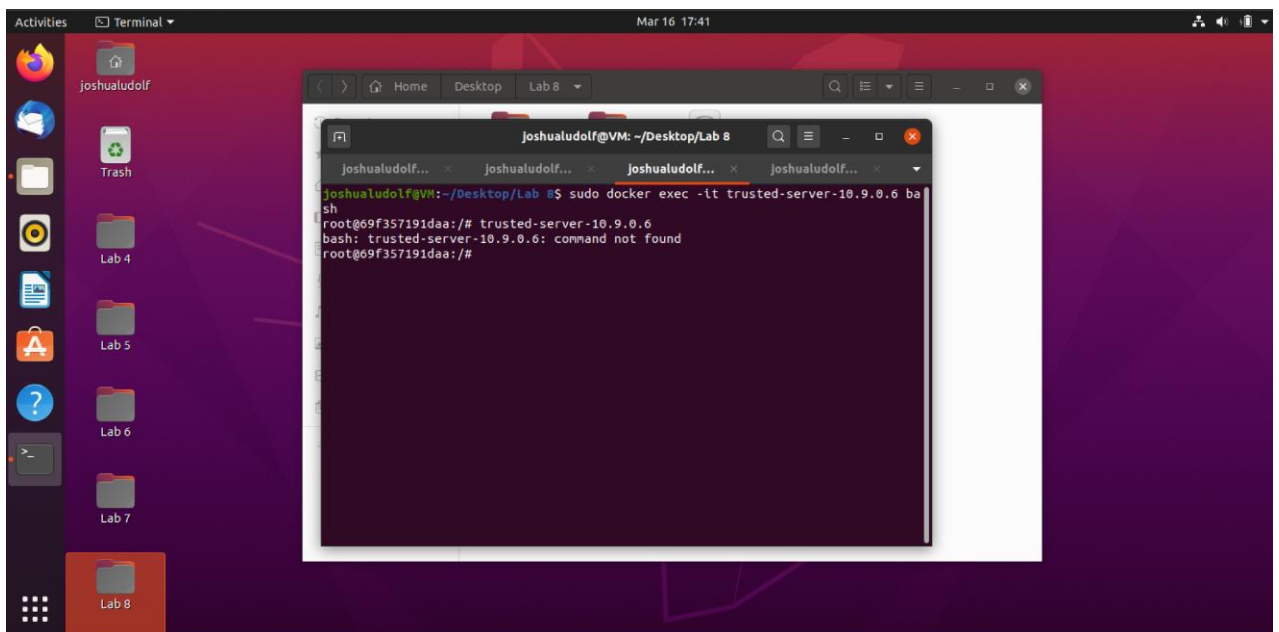 Activities
Terminal
Mar 16 17:41
joshualudolf
Trash
Lab 4
Lab 5
Lab 6
Lab 7
Lab 8
Home Desktop Lab 8
joshualudolf@VM: ~/Desktop/Lab 8
joshualudolf... joshualudolf... joshualudolf... joshualudolf...
joshualudolf@VM:~/Desktop/Lab 8$ sudo docker exec -it trusted-server-10.9.0.6 ba
sh
root@69f357191daa:/# trusted-server-10.9.0.6
bash: trusted-server-10.9.0.6: command not found
root@69f357191daa:/#